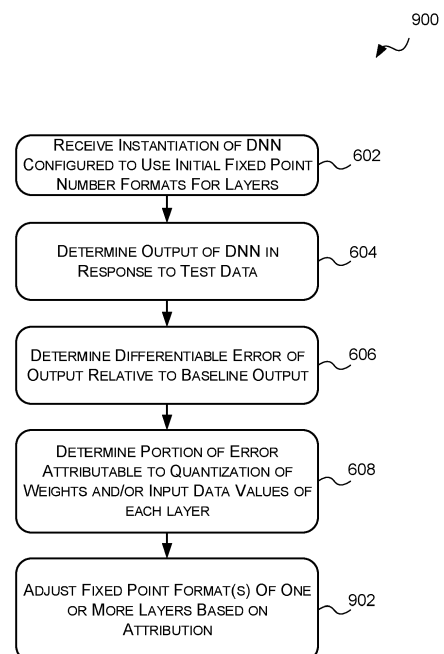 900
RECEIVE INSTANTIATION OF DNN
CONFIGURED TO USE INITIAL FIXED POINT
NUMBER FORMATS FOR LAYERS
602
DETERMINE OUTPUT OF DNN IN
RESPONSE TO TEST DATA
604
DETERMINE DIFFERENTIABLE ERROR OF
OUTPUT RELATIVE TO BASELINE OUTPUT
606
DETERMINE PORTION OF ERROR
ATTRIBUTABLE TO QUANTIZATION OF
WEIGHTS AND/OR INPUT DATA VALUES OF
EACH LAYER
608
ADJUST FIXED POINT FORMAT(S) OF ONE
OR MORE LAYERS BASED ON
ATTRIBUTION
902